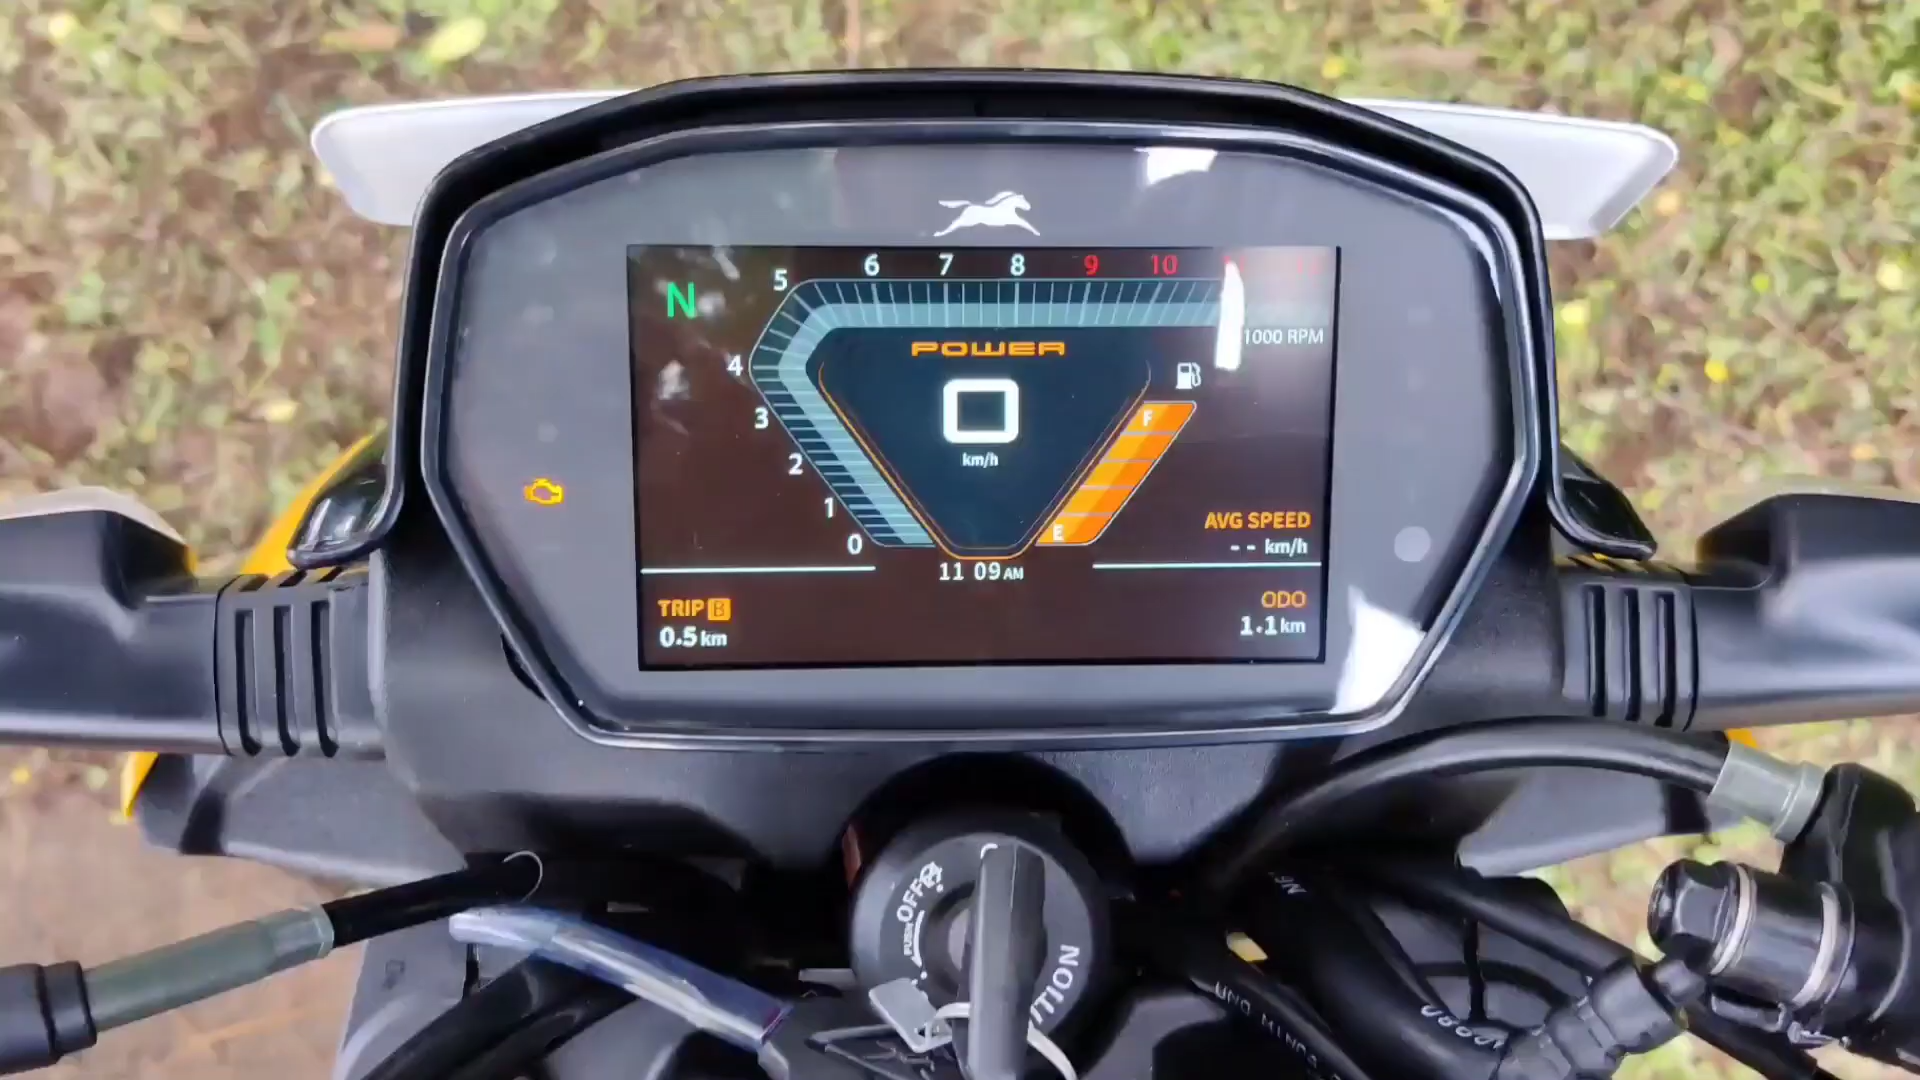 5 6 7 8 9 10
N
1000 RPM
POWER
4
0
km/h
3
F
2
1
E
AVG SPEED
-- km/h
0
11 09 AM
TRIP B
0.5 km
ODO
1.1 km
OFF
PUSH